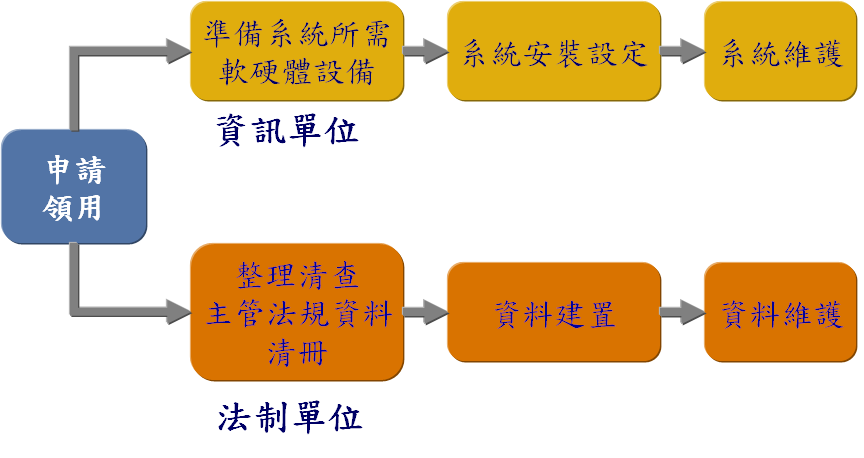 申請
領用
準備系統所需
軟硬體設備
系統安裝設定
系統維護
資訊單位
整理清查
主管法規資料
清冊
資料建置
資料維護
法制單位